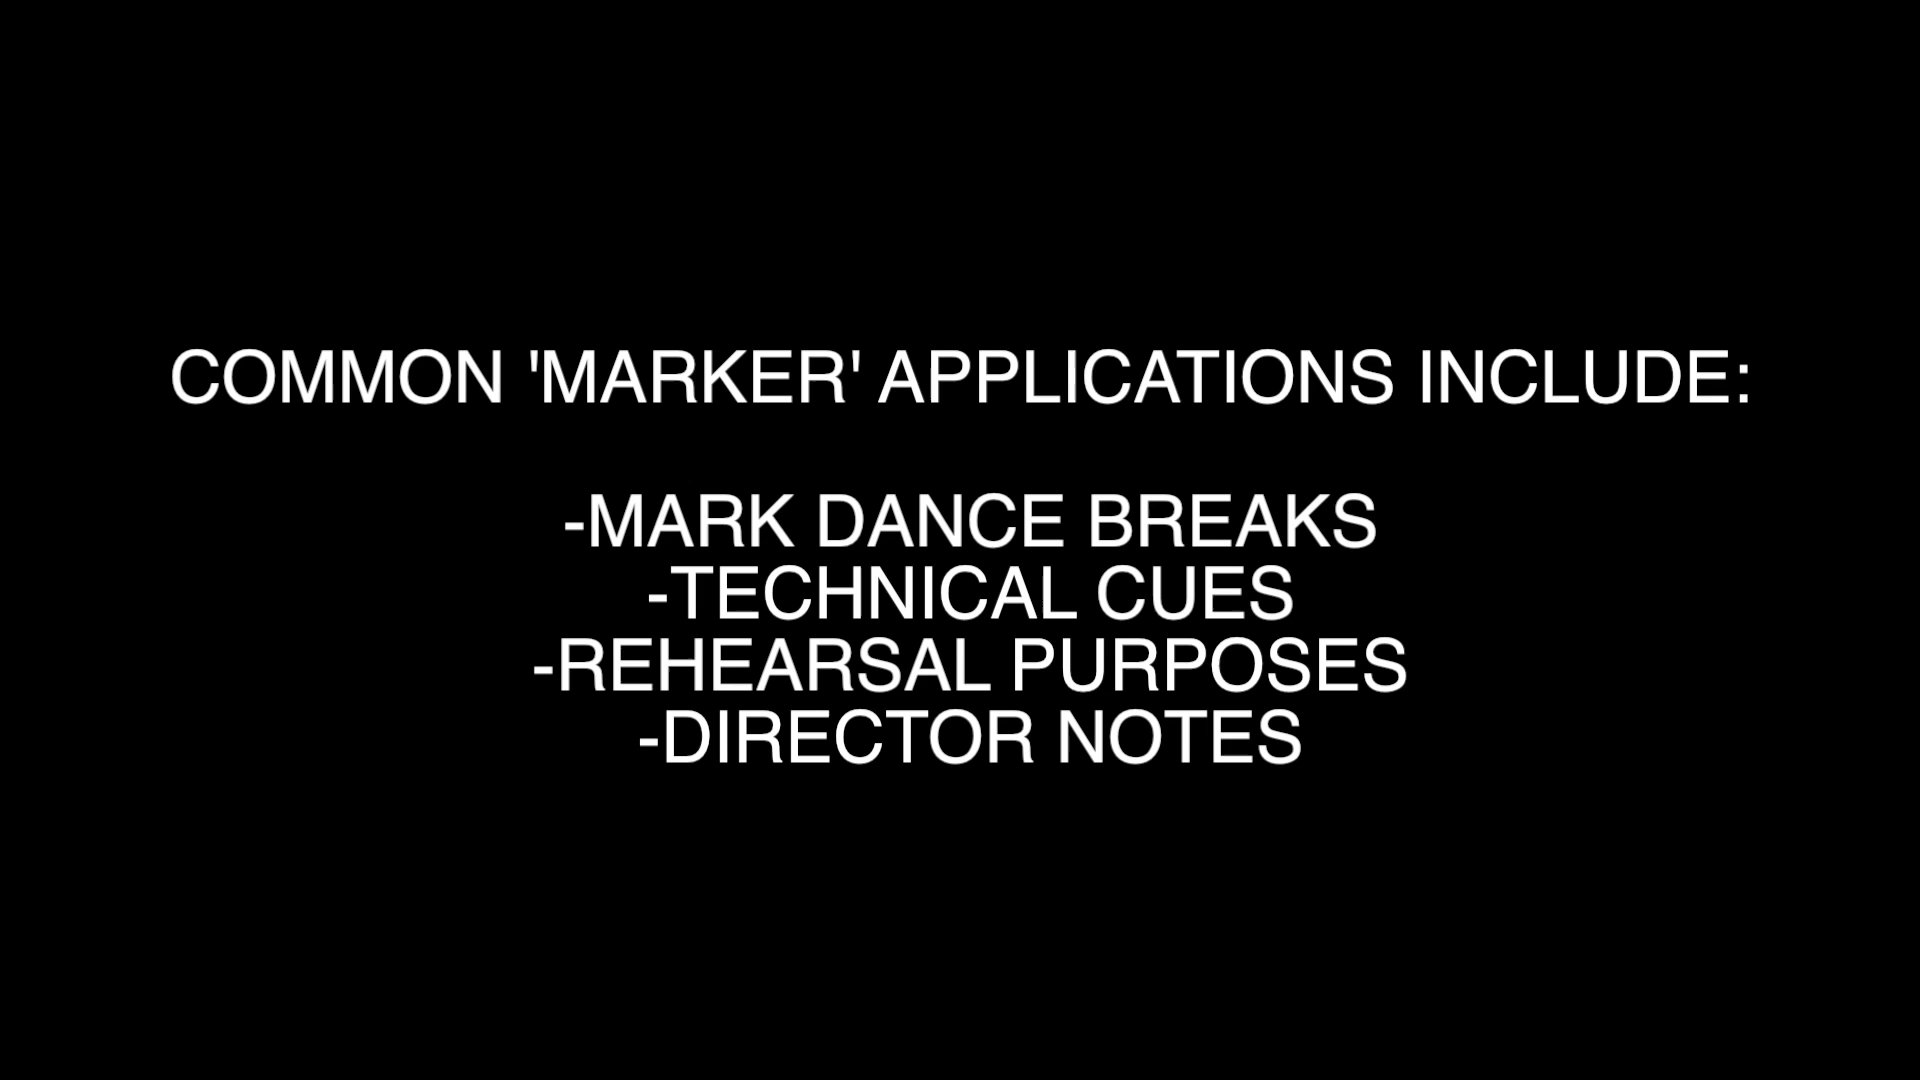 COMMON 'MARKER' APPLICATIONS INCLUDE:
-MARK DANCE BREAKS
-TECHNICAL CUES
-REHEARSAL PURPOSES
-DIRECTOR NOTES